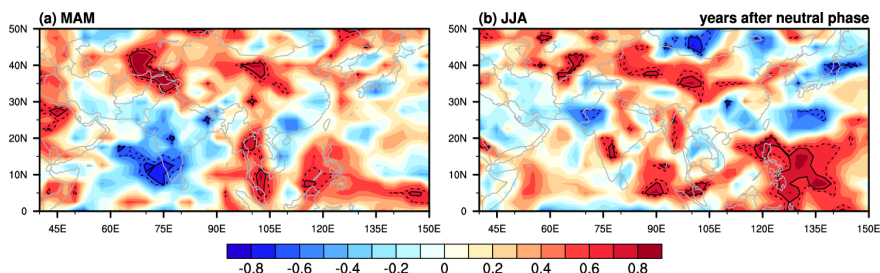 (a) MAM
(b) JJA years after neutral phase
50N
40N
30N
20N
10N
0
45E 60E 75E 90E 105E 120E 135E 150E
50N
40N
30N
20N
10N
0
45E 60E 75E 90E 105E 120E 135E 150E
-0.8 -0.6 -0.4 -0.2 0 0.2 0.4 0.6 0.8